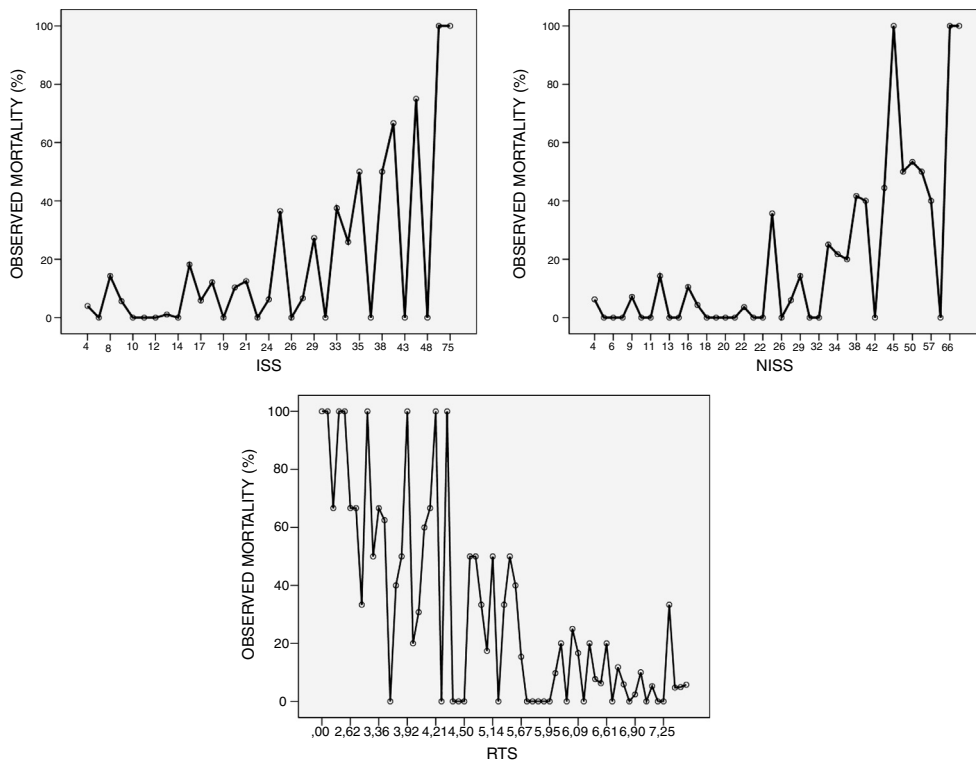 OBSERVED MORTALITY (%)
100
80
60
40
20
0
4 8 10 12 14 17 19 21 24 26 29 33 35 38 43 48 75
ISS
OBSERVED MORTALITY (%)
100
80
60
40
20
0
4 6 9 11 13 16 18 20 22 22 26 29 32 34 38 42 45 50 57 66
NISS
OBSERVED MORTALITY (%)
100
80
60
40
20
0
,00 2,62 3,36 3,92 4,21 4,50 5,14 5,67 5,95 6,09 6,61 6,90 7,25
RTS